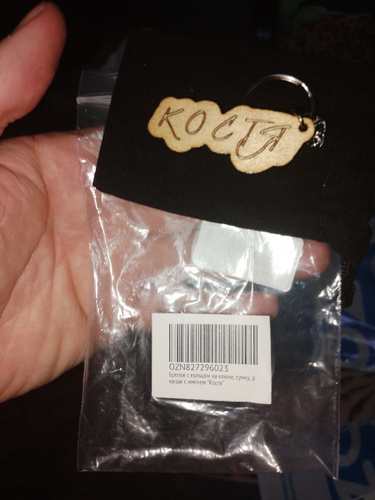 КОСТЯ
OZN827296023
Брелок с кольцом на ключи, сумку, р
юкзак с именем "Костя"